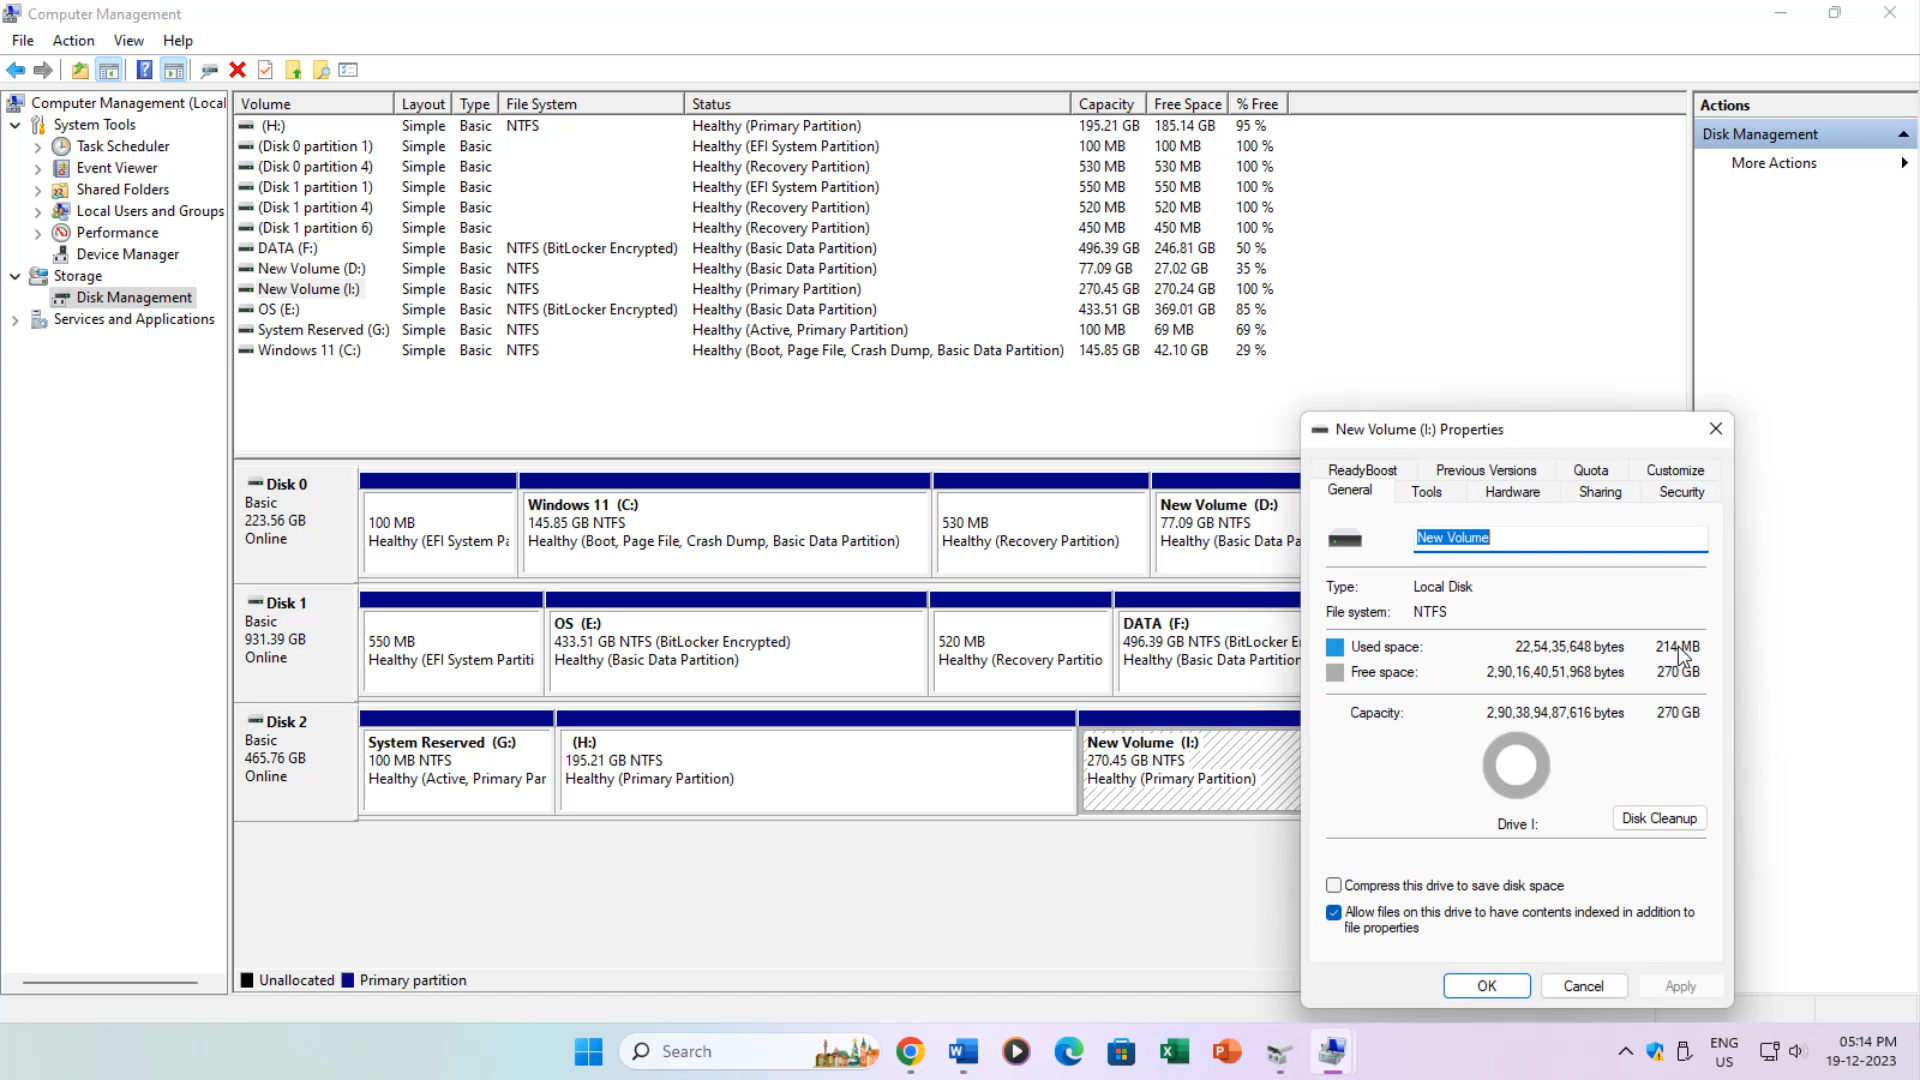 Computer Management
File Action View Help
Computer Management (Local
System Tools
Task Scheduler
Event Viewer
Shared Folders
Local Users and Groups
Performance
Device Manager
Storage
Disk Management
Services and Applications
Volume Layout Type File System Status Capacity Free Space % Free
(H:) Simple Basic NTFS Healthy (Primary Partition) 195.21 GB 185.14 GB 95 %
(Disk 0 partition 1) Simple Basic Healthy (EFI System Partition) 100 MB 100 MB 100 %
(Disk 0 partition 4) Simple Basic Healthy (Recovery Partition) 530 MB 530 MB 100 %
(Disk 1 partition 1) Simple Basic Healthy (EFI System Partition) 550 MB 550 MB 100 %
(Disk 1 partition 4) Simple Basic Healthy (Recovery Partition) 520 MB 520 MB 100 %
(Disk 1 partition 6) Simple Basic Healthy (Recovery Partition) 450 MB 450 MB 100 %
DATA (F:) Simple Basic NTFS (BitLocker Encrypted) Healthy (Basic Data Partition) 496.39 GB 246.81 GB 50 %
New Volume (D:) Simple Basic NTFS Healthy (Basic Data Partition) 77.09 GB 27.02 GB 35 %
New Volume (I:) Simple Basic NTFS Healthy (Primary Partition) 270.45 GB 270.24 GB 100 %
OS (E:) Simple Basic NTFS (BitLocker Encrypted) Healthy (Basic Data Partition) 433.51 GB 369.01 GB 85 %
System Reserved (G:) Simple Basic NTFS Healthy (Active, Primary Partition) 100 MB 69 MB 69 %
Windows 11 (C:) Simple Basic NTFS Healthy (Boot, Page File, Crash Dump, Basic Data Partition) 145.85 GB 42.10 GB 29 %
Actions
Disk Management
More Actions
Disk 0
Basic
223.56 GB
Online
100 MB
Healthy (EFI System Pa
Windows 11 (C:)
145.85 GB NTFS
Healthy (Boot, Page File, Crash Dump, Basic Data Partition)
530 MB
Healthy (Recovery Partition)
New Volume (D:)
77.09 GB NTFS
Healthy (Basic Data Pa
Disk 1
Basic
931.39 GB
Online
550 MB
Healthy (EFI System Partiti
OS (E:)
433.51 GB NTFS (BitLocker Encrypted)
Healthy (Basic Data Partition)
520 MB
Healthy (Recovery Partitio
DATA (F:)
496.39 GB NTFS (BitLocker E
Healthy (Basic Data Partition
Disk 2
Basic
465.76 GB
Online
System Reserved (G:)
100 MB NTFS
Healthy (Active, Primary Par
(H:)
195.21 GB NTFS
Healthy (Primary Partition)
New Volume (I:)
270.45 GB NTFS
Healthy (Primary Partition)
Unallocated Primary partition
New Volume (I:) Properties
ReadyBoost Previous Versions Quota Customize
General Tools Hardware Sharing Security
New Volume
Type: Local Disk
File system: NTFS
Used space: 22,54,35,648 bytes 214 MB
Free space: 2,90,16,40,51,968 bytes 270 GB
Capacity: 2,90,38,94,87,616 bytes 270 GB
Drive I:
Disk Cleanup
Compress this drive to save disk space
Allow files on this drive to have contents indexed in addition to
file properties
OK Cancel Apply
Search
ENG
US
05:14 PM
19-12-2023